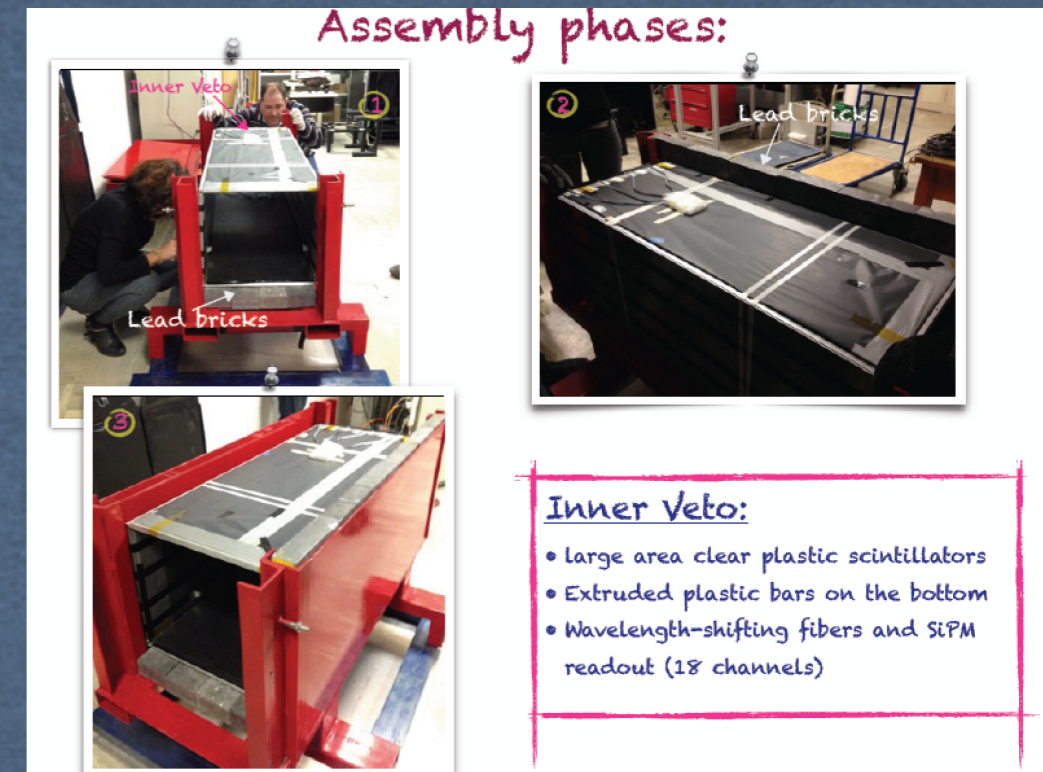 Assembly phases:
Inner Veto
1
Lead bricks
2
Lead bricks
3
Inner Veto:
• large area clear plastic scintillators
• Extruded plastic bars on the bottom
• Wavelength-shifting fibers and SiPM
readout (18 channels)